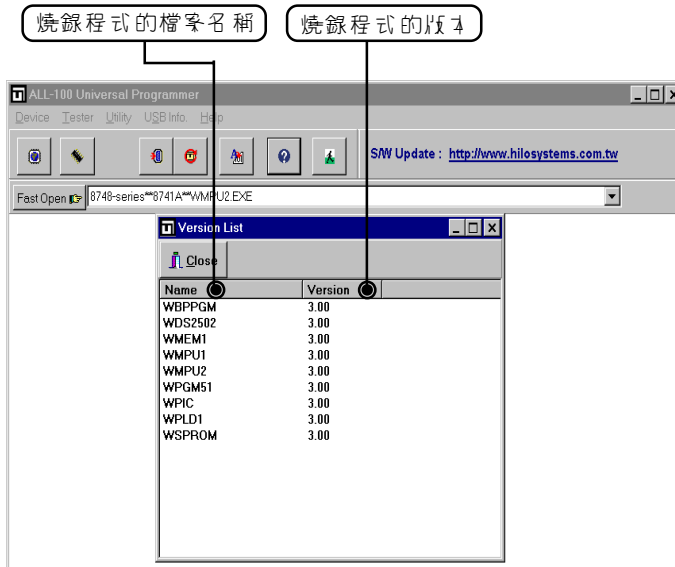 燒錄程式的檔案名稱 燒錄程式的版本
ALL-100 Universal Programmer
Device Tester Utility USB Info. Help
S/W Update : http://www.hilosystems.com.tw
Fast Open 8748-series**8741A**WMPU2.EXE
Version List
Close
Name Version
WBPPGM 3.00
WDS2502 3.00
WMEM1 3.00
WMPU1 3.00
WMPU2 3.00
WPGM51 3.00
WPIC 3.00
WPLD1 3.00
WSPROM 3.00